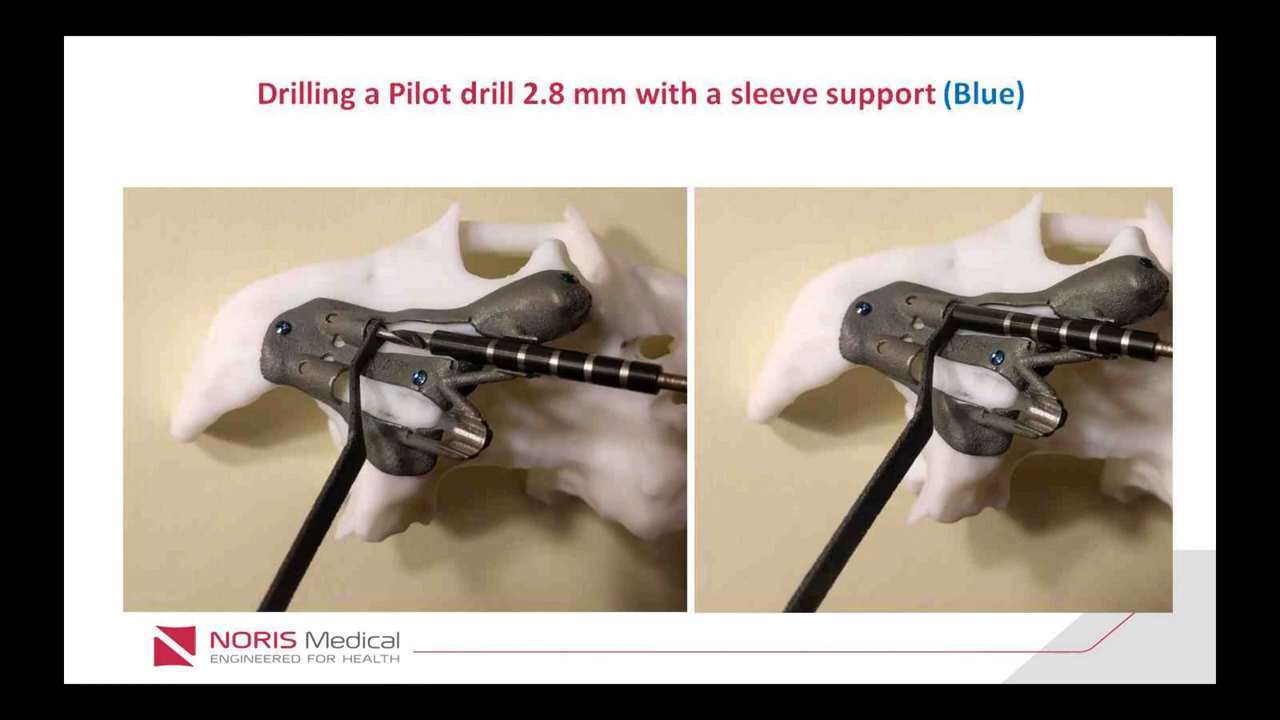 Drilling a Pilot drill 2.8 mm with a sleeve support (Blue)
NORIS Medical
ENGINEERED FOR HEALTH